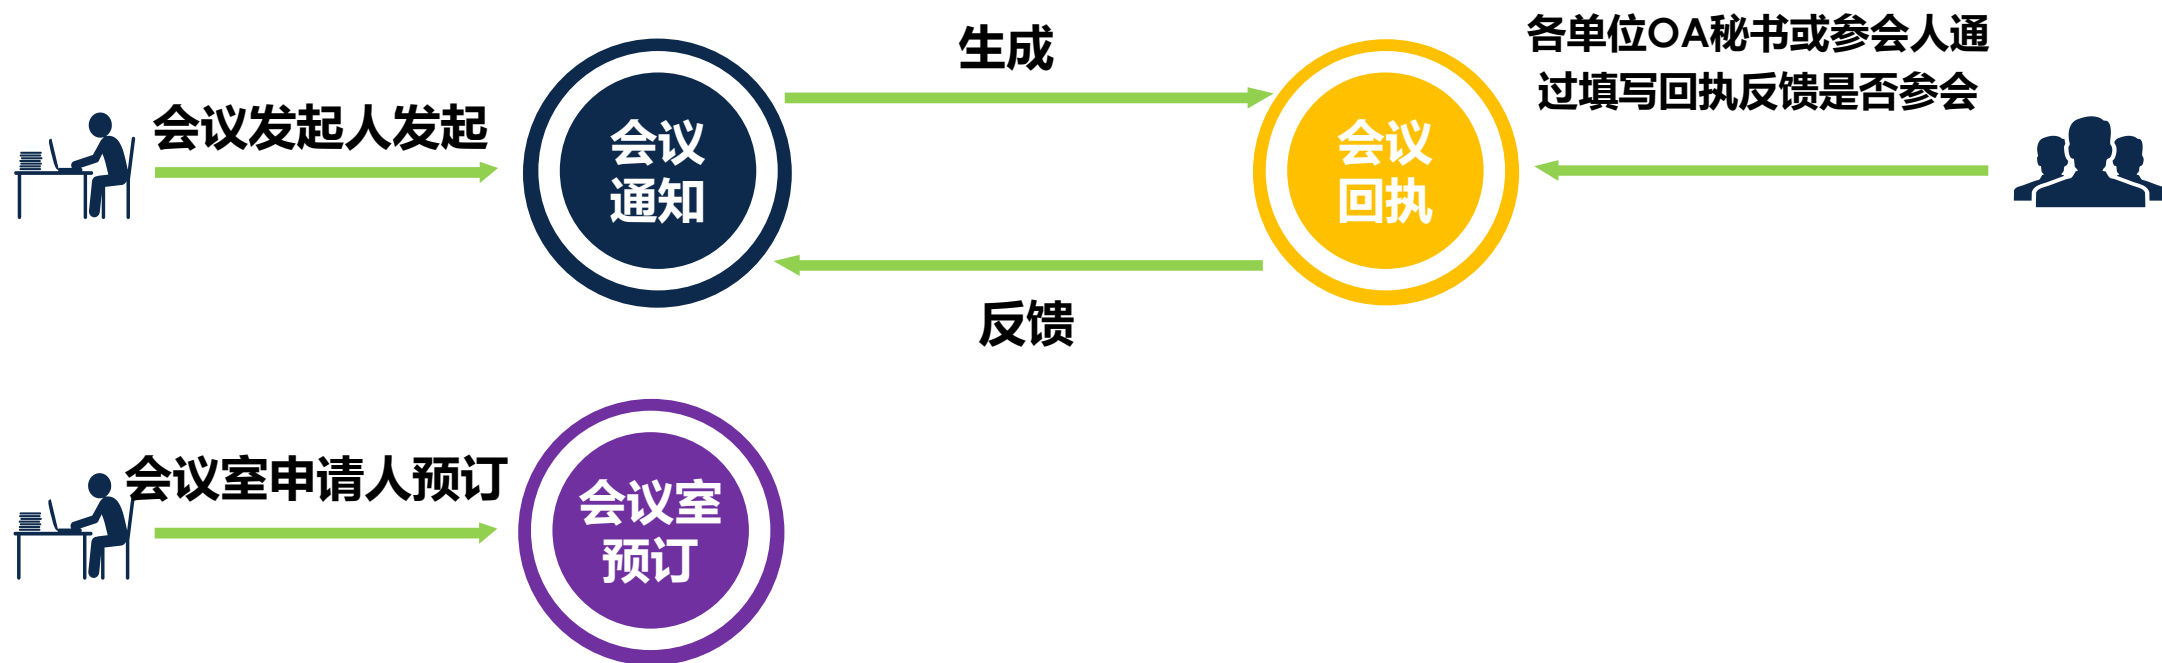 会议发起人发起
会议
通知
生成
反馈
会议
回执
各单位OA秘书或参会人通
过填写回执反馈是否参会
会议室申请人预订
会议室
预订